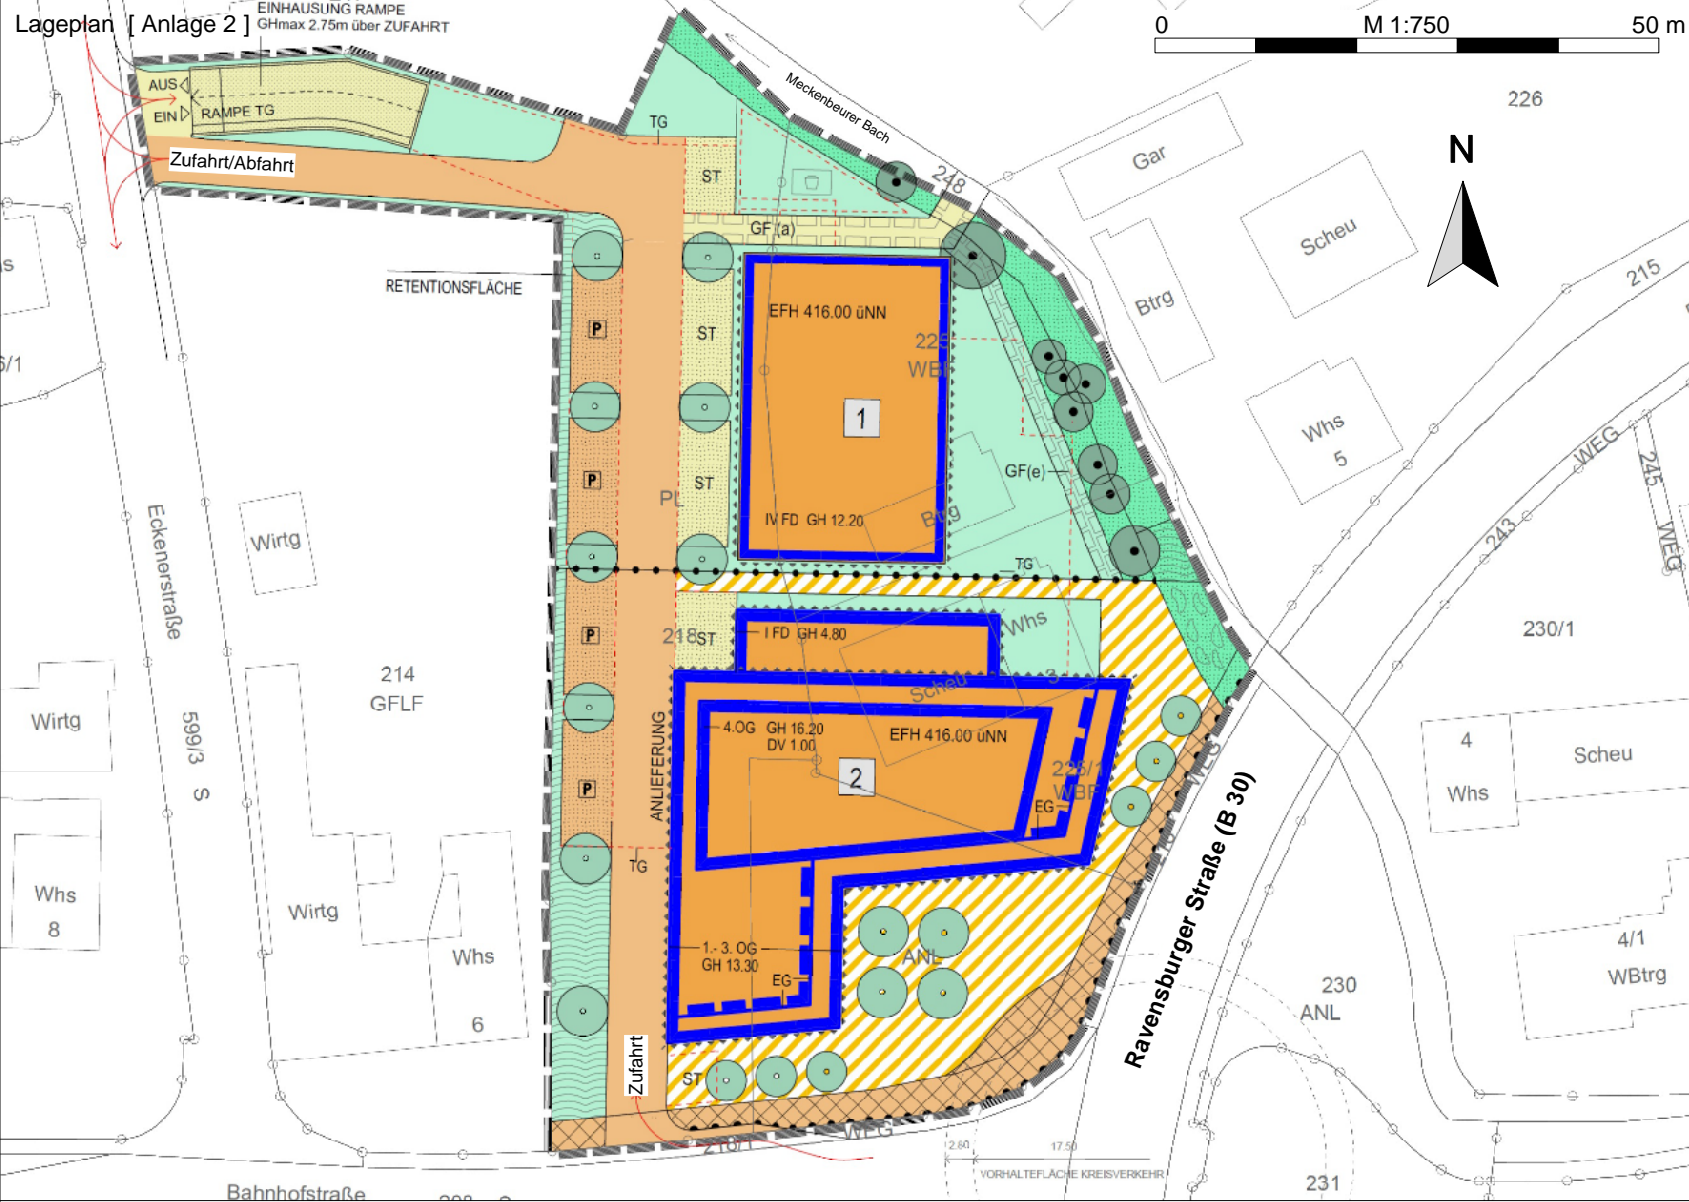 Lageplan [ Anlage 2 ]
EINHAUSUNG RAMPE
GHmax 2.75m über ZUFAHRT
0 M 1:750 50 m
AUS
EIN
RAMPE TG
Zufahrt/Abfahrt
TG
Meckenbeurer Bach
226
N
Gar
248
ST
GF (a)
Scheu
Btrg
215
RETENTIONSFLÄCHE
P
ST
EFH 416.00 üNN
1
Whs
5
WEG
245
GF(e)
P
ST
PL
IV FD GH 12.20
Btrg
243
WEG
Wirtg
Eckenerstraße
TG
P
218
ST
I FD GH 4.80
Whs
3
Scheu
230/1
214
GFLF
Wirtg
599/3
S
ANLIEFERUNG
4.OG GH 16.20
DV 1.00
EFH 416.00 üNN
2
EG
WEG
4
Whs
Scheu
P
TG
Ravensburger Straße (B 30)
Whs
8
Wirtg
Whs
6
1.- 3. OG
GH 13.30
EG
ANL
4/1
WBtrg
230
ANL
Zufahrt
ST
WEG
218/1
2.80
17.50
VORHALTEFLÄCHE KREISVERKEHR
231
Bahnhofstraße